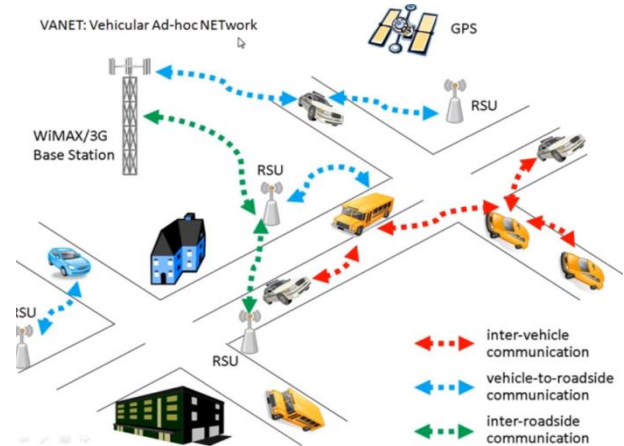 VANET: Vehicular Ad-hoc NETwork
GPS
RSU
WiMAX/3G
Base Station
RSU
RSU
RSU
inter-vehicle
communication
vehicle-to-roadside
communication
inter-roadside
communication